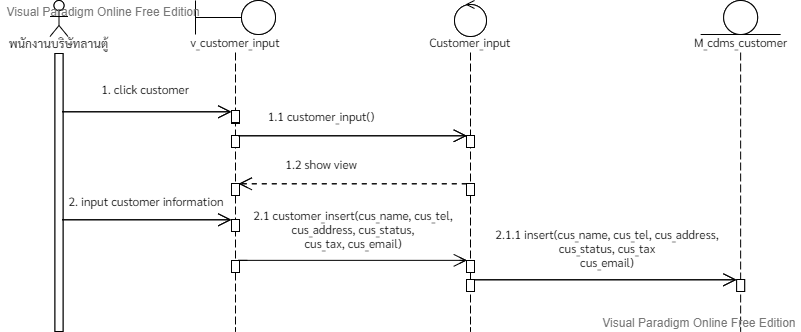 Visual Paradigm Online Free Edition
พนักงานบริษัทลานตู้
v_customer_input
Customer_input
M_cdms_customer
1. click customer
1.1 customer_input()
1.2 show view
2. input customer information
2.1 customer_insert(cus_name, cus_tel,
cus_address, cus_status,
cus_tax, cus_email)
2.1.1 insert(cus_name, cus_tel, cus_address,
cus_status, cus_tax
cus_email)
Visual Paradigm Online Free Edition